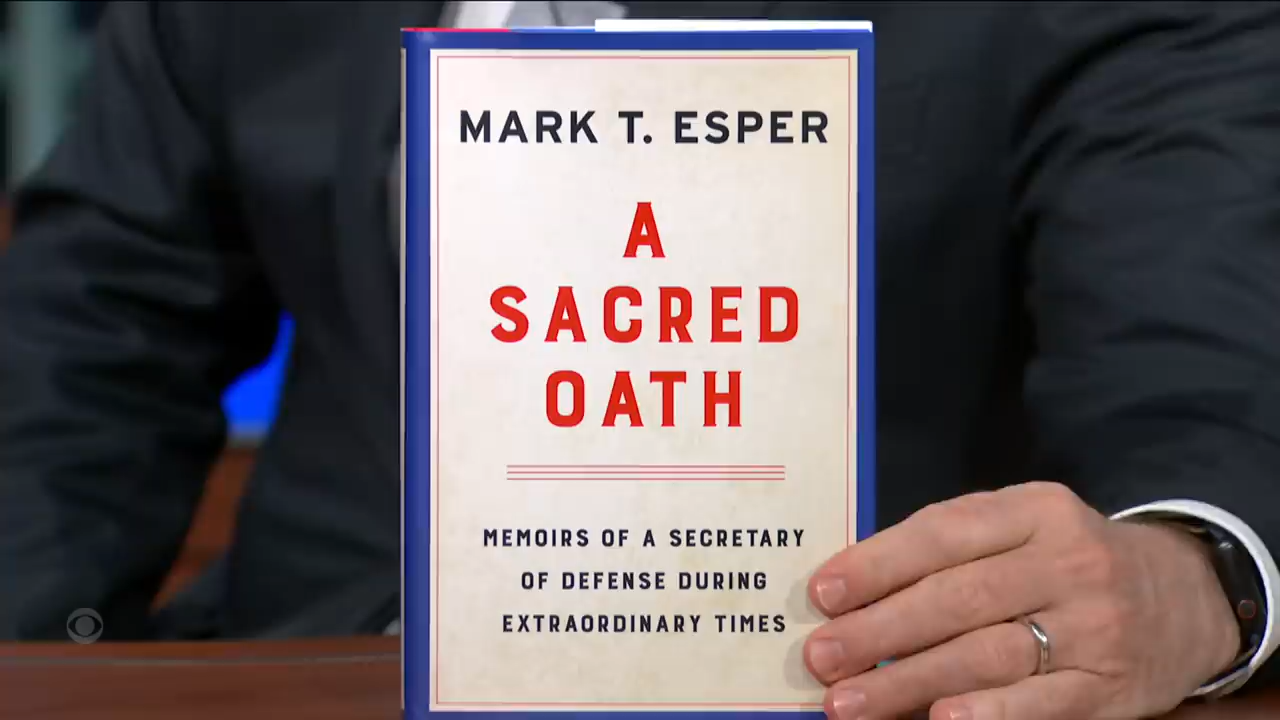 MARK T. ESPER
A
SACRED
OATH
MEMOIRS OF A SECRETARY
OF DEFENSE DURING
EXTRAORDINARY TIMES